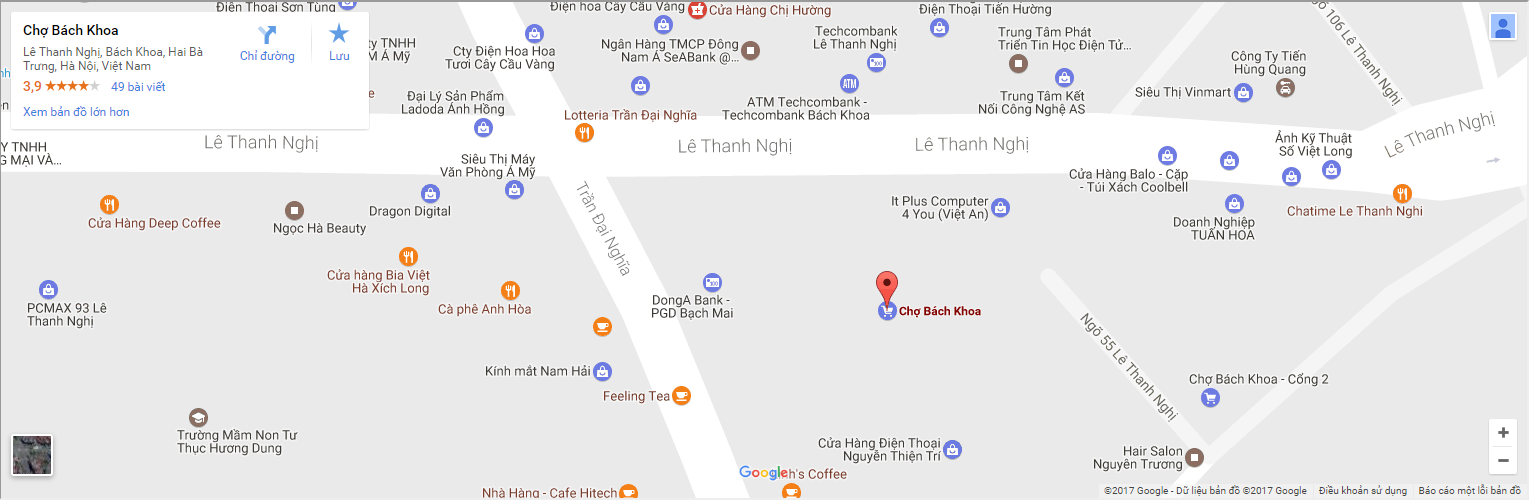 Chợ Bách Khoa
Lê Thanh Nghị, Bách Khoa, Hai Bà
Trưng, Hà Nội, Việt Nam
3,9
49 bài viết
Xem bản đồ lớn hơn
Chỉ đường
Lưu
Điện Thoại Sơn Tùng
Điện hoa Cây Cầu Vàng
Cửa Hàng Chị Hường
Điện Thoại Tiến Hường
Cty Điện Hoa Hoa
Tươi Cây Cầu Vàng
Ngân Hàng TMCP Đông
Nam Á SeABank @...
Techcombank
Lê Thanh Nghị
Trung Tâm Phát
Triển Tin Học Điện Tử...
Ngõ 106 Lê Thanh Nghị
Công Ty Tiến
Hùng Quang
Siêu Thị Vinmart
Đại Lý Sản Phẩm
Ladoda Ánh Hồng
Lotteria Trần Đại Nghĩa
ATM
ATM Techcombank -
Techcombank Bách Khoa
Trung Tâm Kết
Nối Công Nghệ AS
TNHH
MẠI VÀ...
Lê Thanh Nghị
Lê Thanh Nghị
Lê Thanh Nghị
Lê Thanh Nghị
Siêu Thị Máy
Văn Phòng Á Mỹ
Ảnh Kỹ Thuật
Số Việt Long
Cửa Hàng Balo - Cặp
- Túi Xách Coolbell
Cửa Hàng Deep Coffee
Ngọc Hà Beauty
Dragon Digital
Trần Đại Nghĩa
It Plus Computer
4 You (Việt An)
Doanh Nghiệp
TUẤN HOA
Chatime Le Thanh Nghi
Cửa hàng Bia Việt
Hà Xích Long
PCMAX 93 Lê
Thanh Nghị
Cà phê Anh Hòa
DongA Bank -
PGD Bạch Mai
Chợ Bách Khoa
Ngõ 55 Lê Thanh Nghị
Kính mắt Nam Hải
Feeling Tea
Chợ Bách Khoa - Cổng 2
Trường Mầm Non Tư
Thục Hương Dung
Cửa Hàng Điện Thoại
Nguyễn Thiện Trí
Hair Salon
Nguyên Trương
Google
Coffee
Nhà Hàng - Cafe Hitech
©2017 Google - Dữ liệu bản đồ ©2017 Google
Điều khoản sử dụng
Báo cáo một lỗi bản đồ